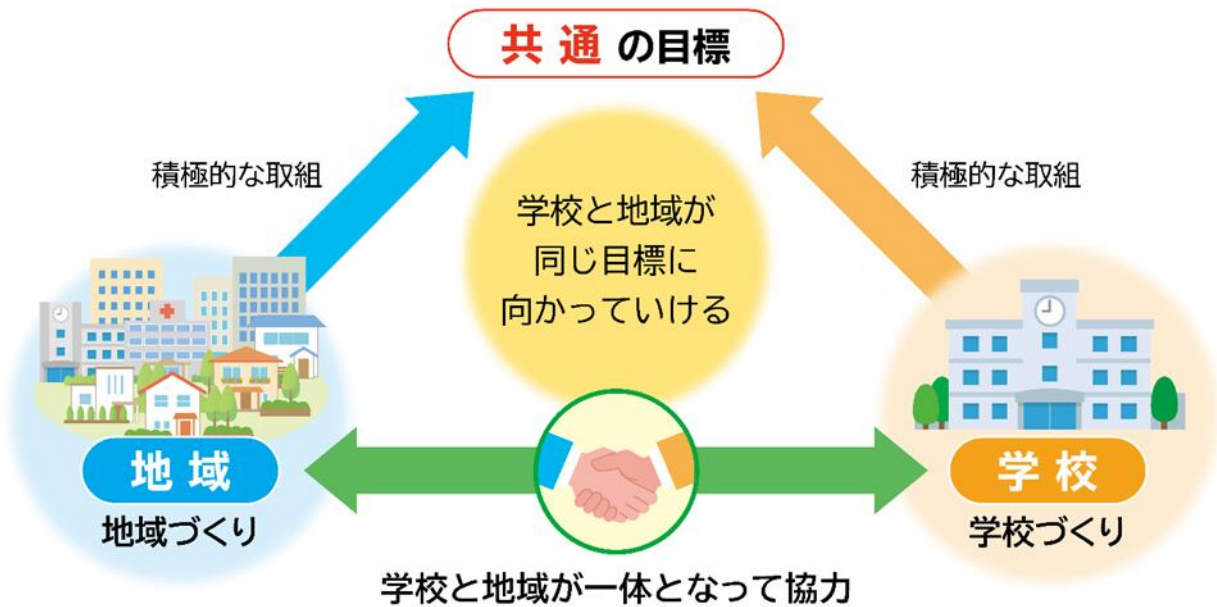 共通の目標
積極的な取組
積極的な取組
学校と地域が
同じ目標に
向かっていける
地域
地域づくり
学校
学校づくり
学校と地域が一体となって協力